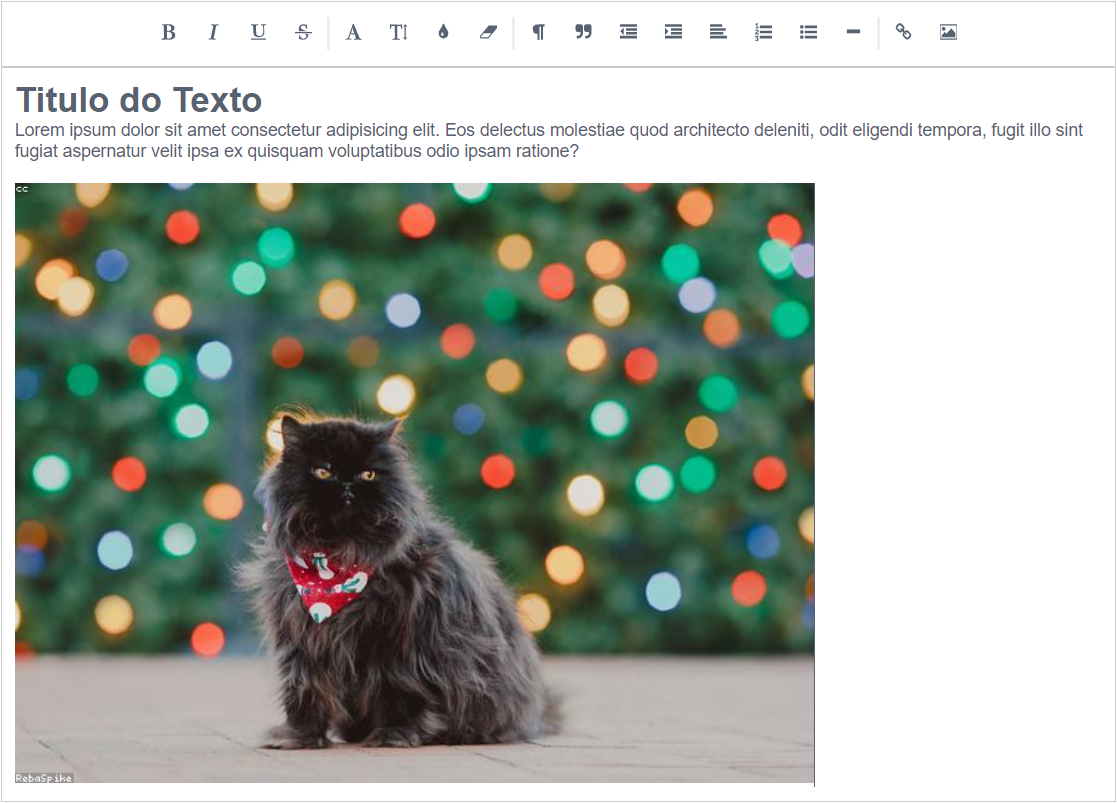 Titulo do Texto
Lorem ipsum dolor sit amet consectetur adipisicing elit. Eos delectus molestiae quod architecto deleniti, odit eligendi tempora, fugit illo sint
fugiat aspernatur velit ipsa ex quisquam voluptatibus odio ipsam ratione?
cc
RebaSpike